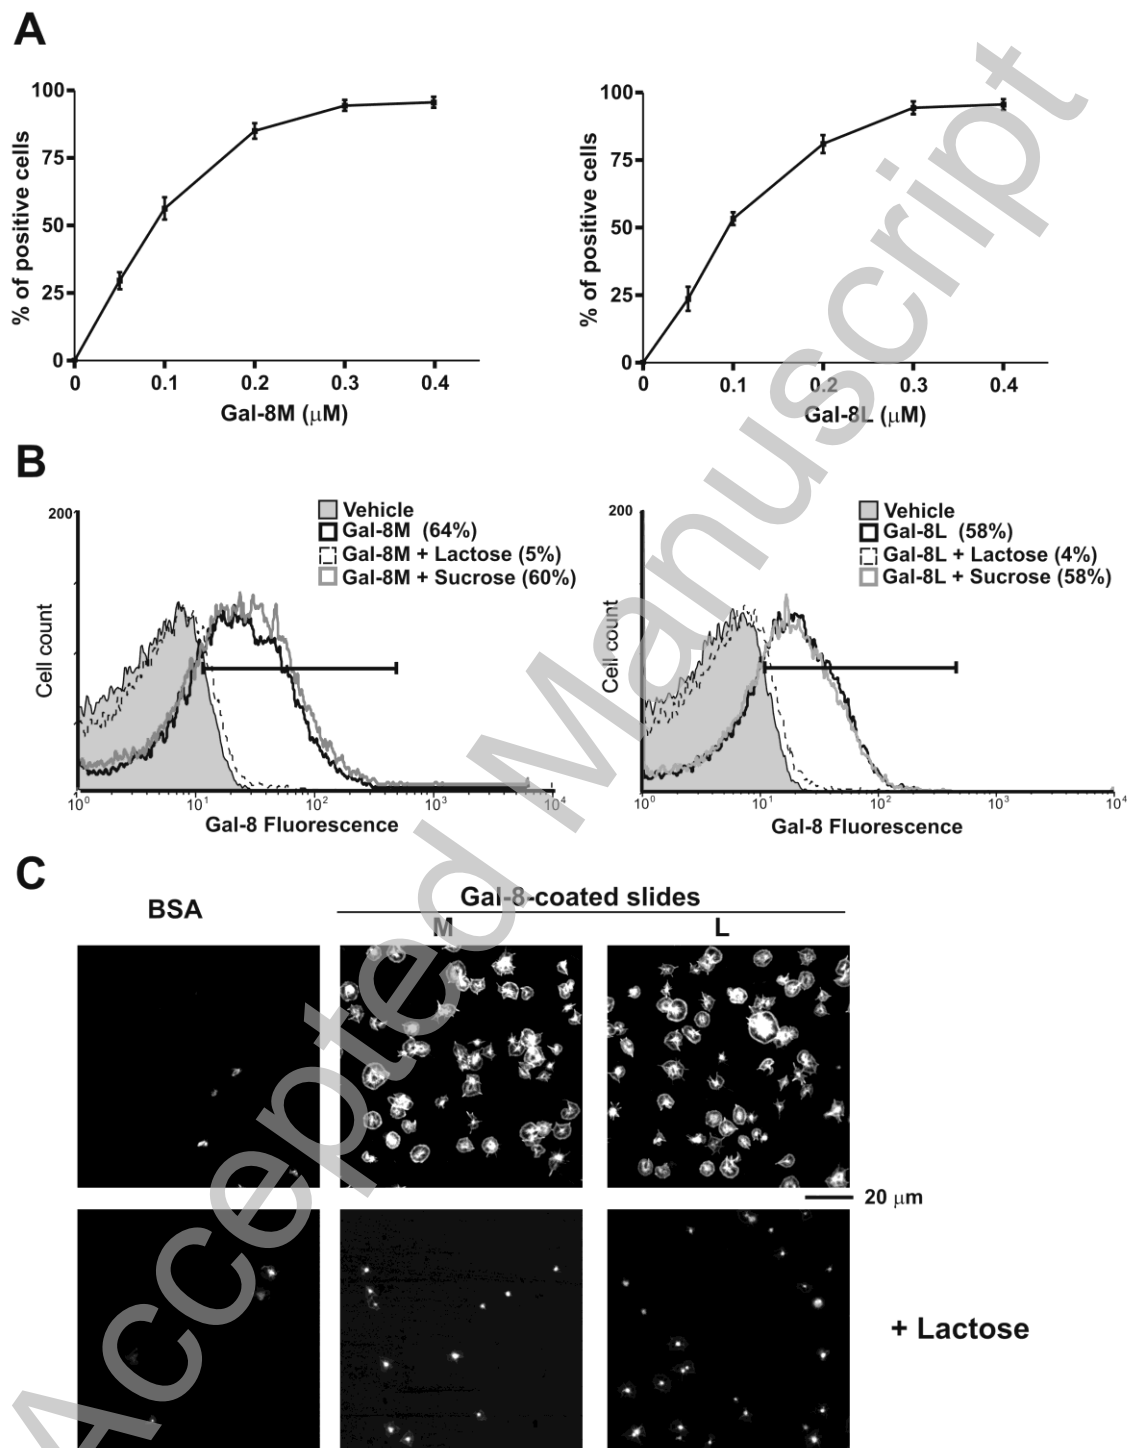 A
100
75
50
25
0
% of positive cells
0 0.1 0.2 0.3 0.4
Gal-8M (μM)
100
75
50
25
0
% of positive cells
0 0.1 0.2 0.3 0.4
Gal-8L (μM)
B
200
Cell count
Vehicle
Gal-8M (64%)
Gal-8M + Lactose (5%)
Gal-8M + Sucrose (60%)
10⁰ 10¹ 10² 10³ 10⁴
Gal-8 Fluorescence
200
Cell count
Vehicle
Gal-8L (58%)
Gal-8L + Lactose (4%)
Gal-8L + Sucrose (58%)
10⁰ 10¹ 10² 10³ 10⁴
Gal-8 Fluorescence
C
BSA
Gal-8-coated slides
M L
20 μm
+ Lactose
Accepted Manuscript